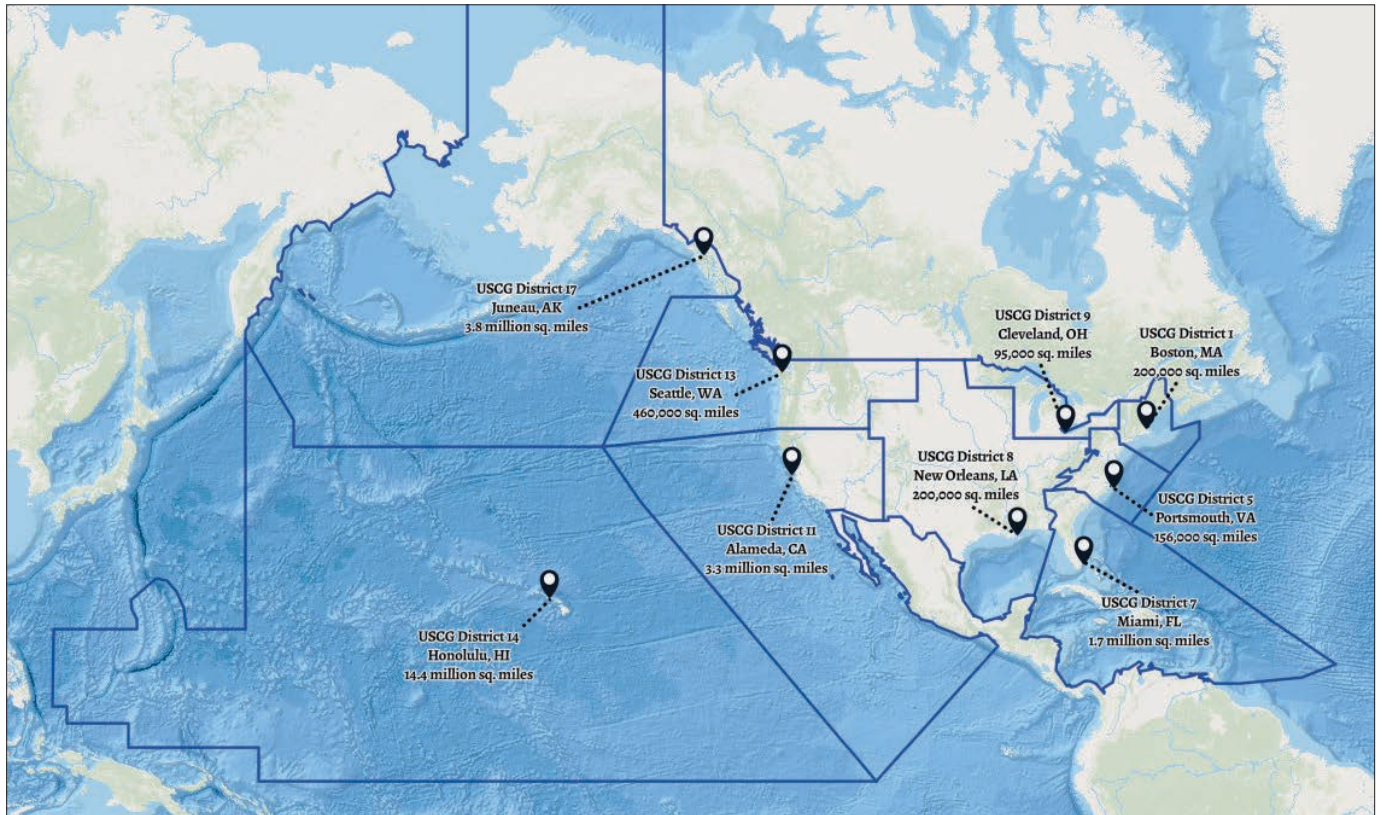 USCG District 17
Juneau, AK
3.8 million sq. miles
USCG District 9
Cleveland, OH
95,000 sq. miles
USCG District 1
Boston, MA
200,000 sq. miles
USCG District 13
Seattle, WA
460,000 sq. miles
USCG District 8
New Orleans, LA
200,000 sq. miles
USCG District 5
Portsmouth, VA
156,000 sq. miles
USCG District 11
Alameda, CA
3.3 million sq. miles
USCG District 7
Miami, FL
1.7 million sq. miles
USCG District 14
Honolulu, HI
14.4 million sq. miles